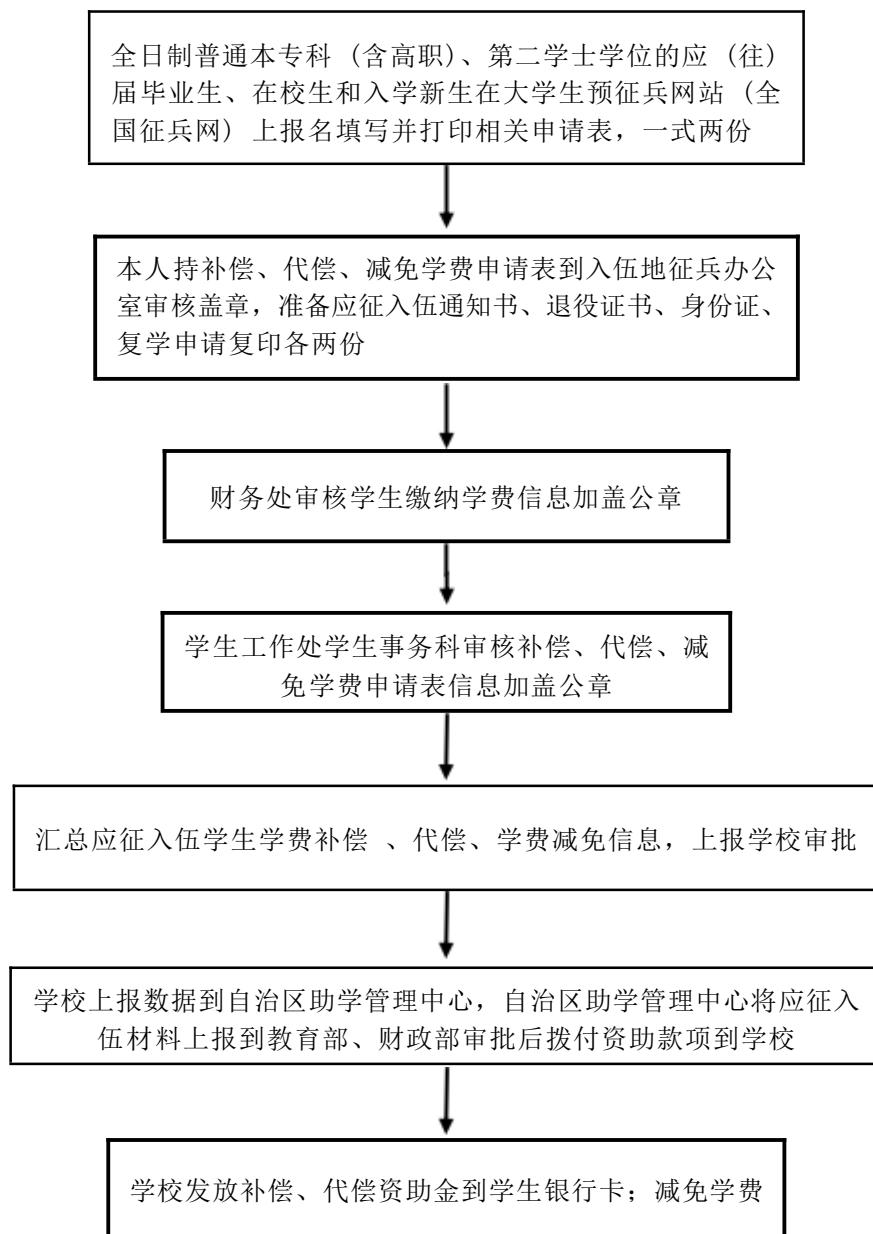 全日制普通本专科（含高职）、第二学士学位的应（往）
届毕业生、在校生和入学新生在大学生预征兵网站（全
国征兵网）上报名填写并打印相关申请表，一式两份
本人持补偿、代偿、减免学费申请表到入伍地征兵办公
室审核盖章，准备应征入伍通知书、退役证书、身份证、
复学申请复印各两份
财务处审核学生缴纳学费信息加盖公章
学生工作处学生事务科审核补偿、代偿、减
免学费申请表信息加盖公章
汇总应征入伍学生学费补偿 、代偿、学费减免信息，上报学校审批
学校上报数据到自治区助学管理中心，自治区助学管理中心将应征入
伍材料上报到教育部、财政部审批后拨付资助款项到学校
学校发放补偿、代偿资助金到学生银行卡；减免学费